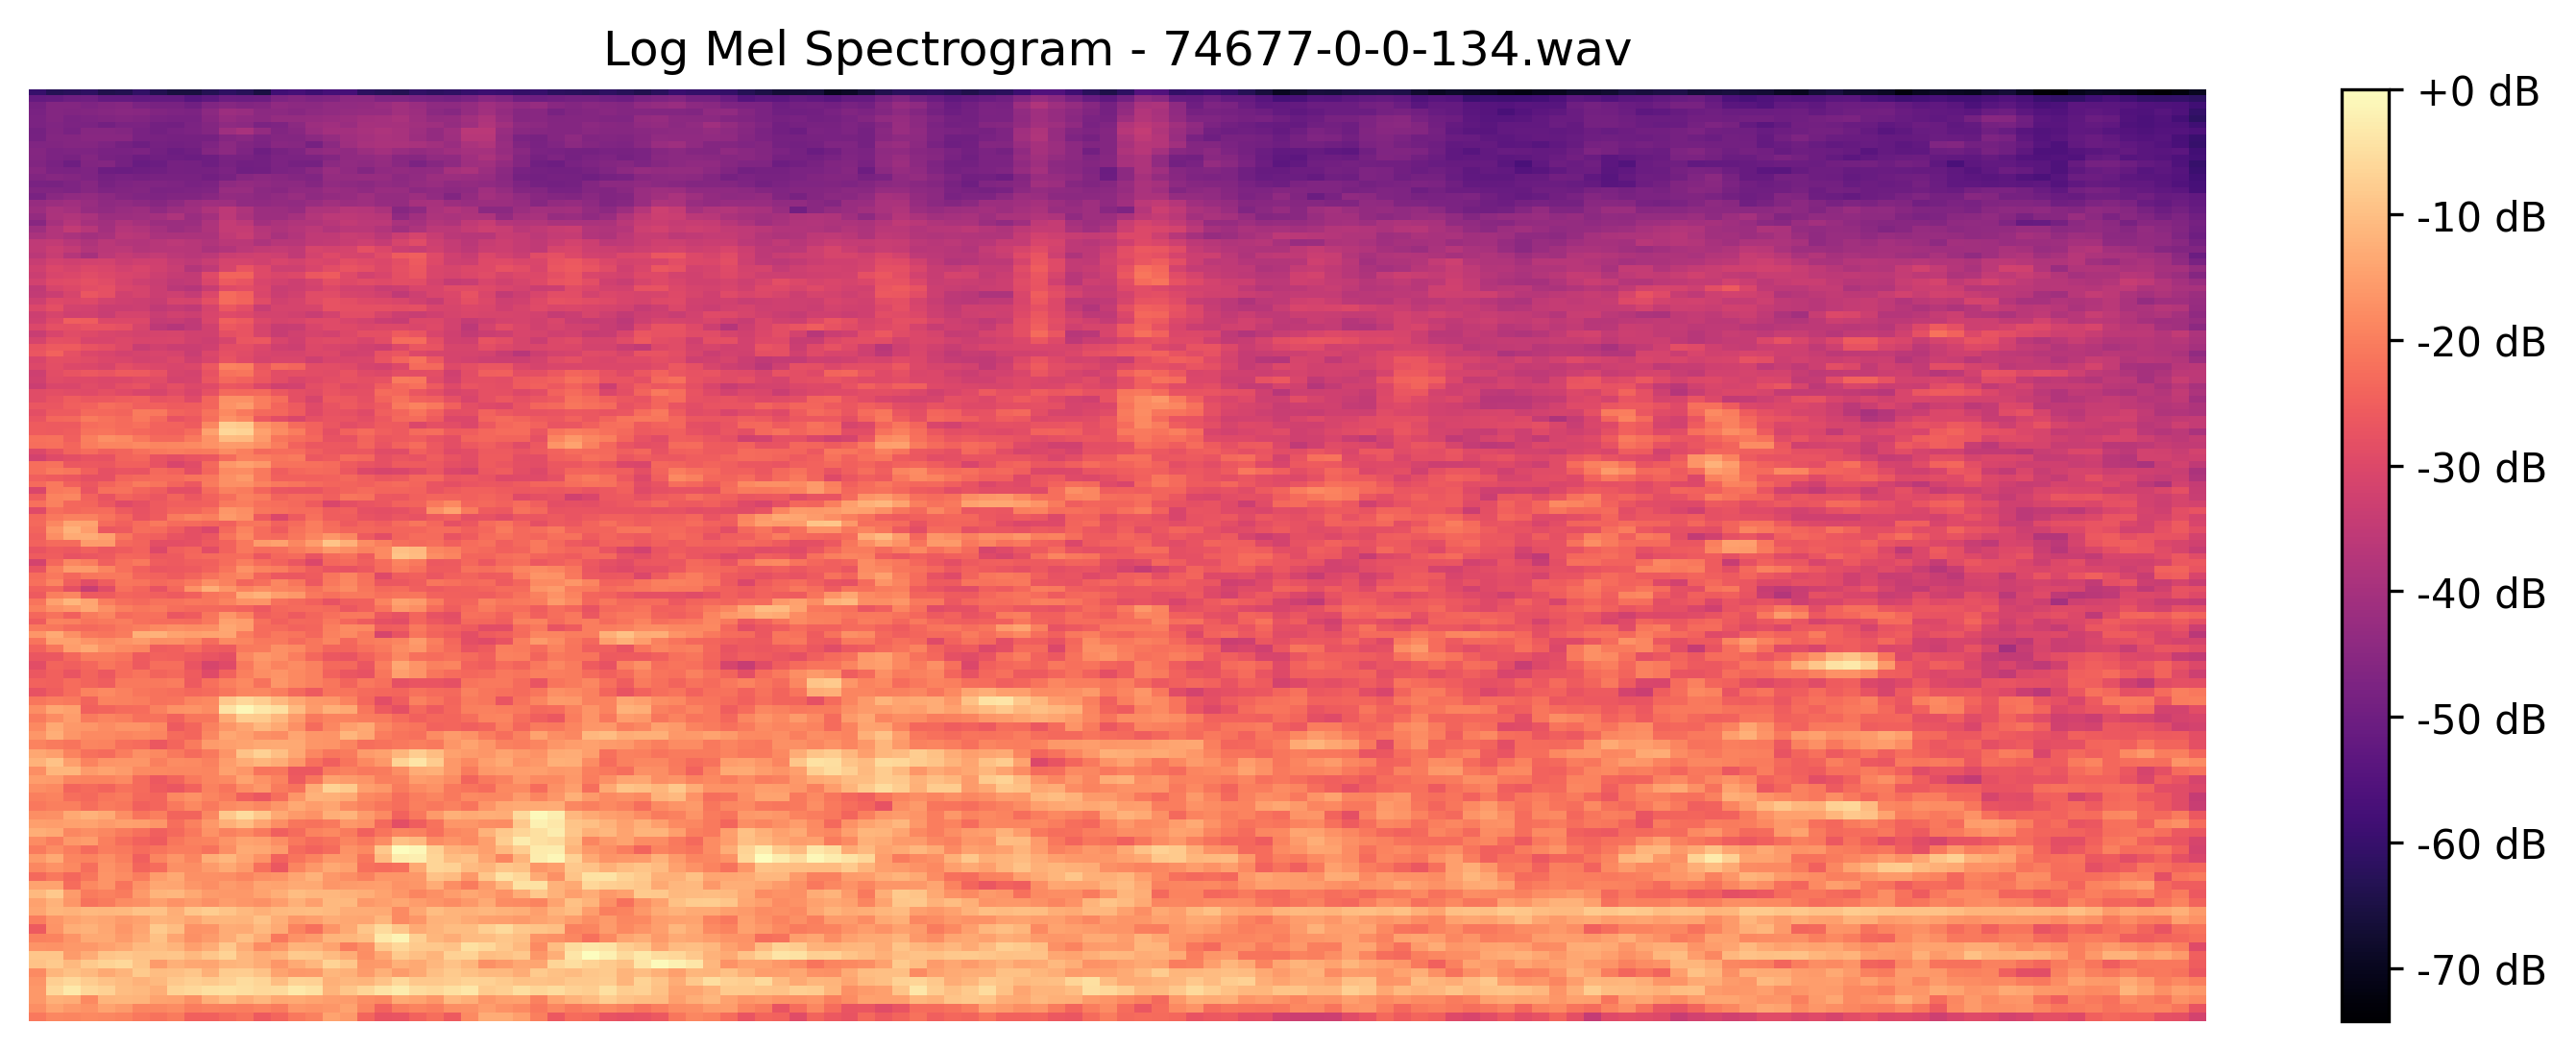 Log Mel Spectrogram - 74677-0-0-134.wav
+0 dB
-10 dB
-20 dB
-30 dB
-40 dB
-50 dB
-60 dB
-70 dB